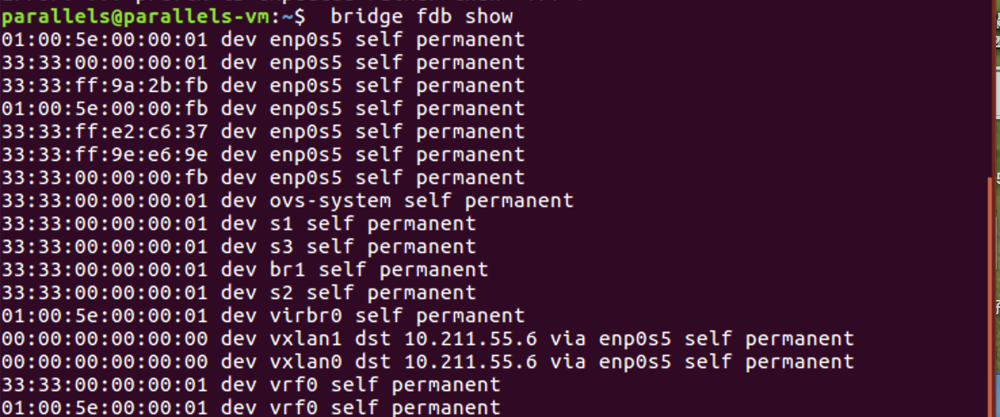 parallels@parallels-vm:~$  bridge fdb show
01:00:5e:00:00:01 dev enp0s5 self permanent
33:33:00:00:00:01 dev enp0s5 self permanent
33:33:ff:9a:2b:fb dev enp0s5 self permanent
01:00:5e:00:00:fb dev enp0s5 self permanent
33:33:ff:e2:c6:37 dev enp0s5 self permanent
33:33:ff:9e:e6:9e dev enp0s5 self permanent
33:33:00:00:00:fb dev enp0s5 self permanent
33:33:00:00:00:01 dev ovs-system self permanent
33:33:00:00:00:01 dev s1 self permanent
33:33:00:00:00:01 dev s3 self permanent
33:33:00:00:00:01 dev br1 self permanent
33:33:00:00:00:01 dev s2 self permanent
01:00:5e:00:00:01 dev virbr0 self permanent
00:00:00:00:00:00 dev vxlan1 dst 10.211.55.6 via enp0s5 self permanent
00:00:00:00:00:00 dev vxlan0 dst 10.211.55.6 via enp0s5 self permanent
33:33:00:00:00:01 dev vrf0 self permanent
01:00:5e:00:00:01 dev vrf0 self permanent